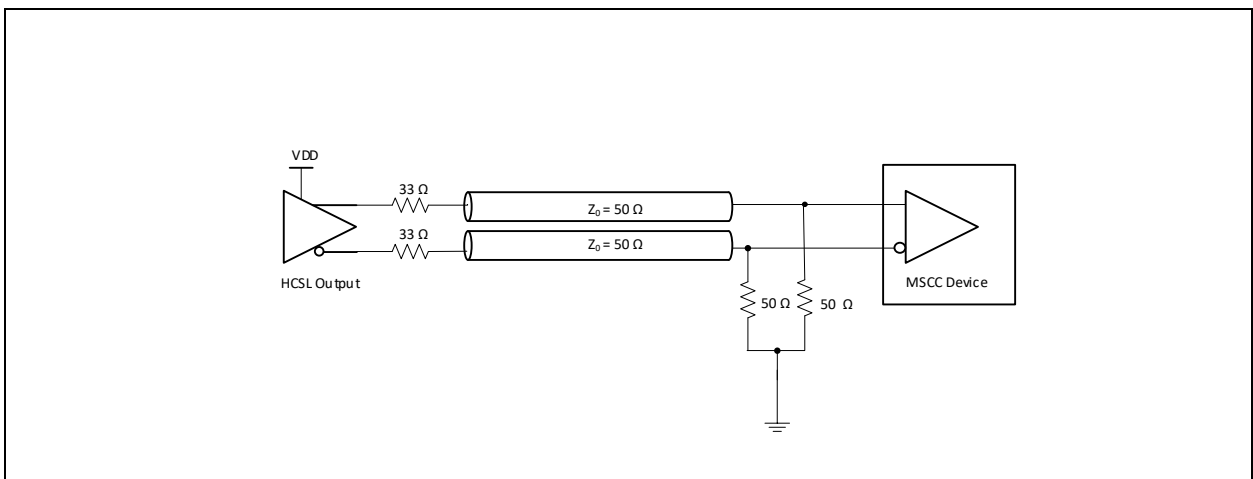 VDD
33 Ω
Z0 = 50 Ω
33 Ω
Z0 = 50 Ω
HCSL Output
50 Ω
50 Ω
MSCC Device